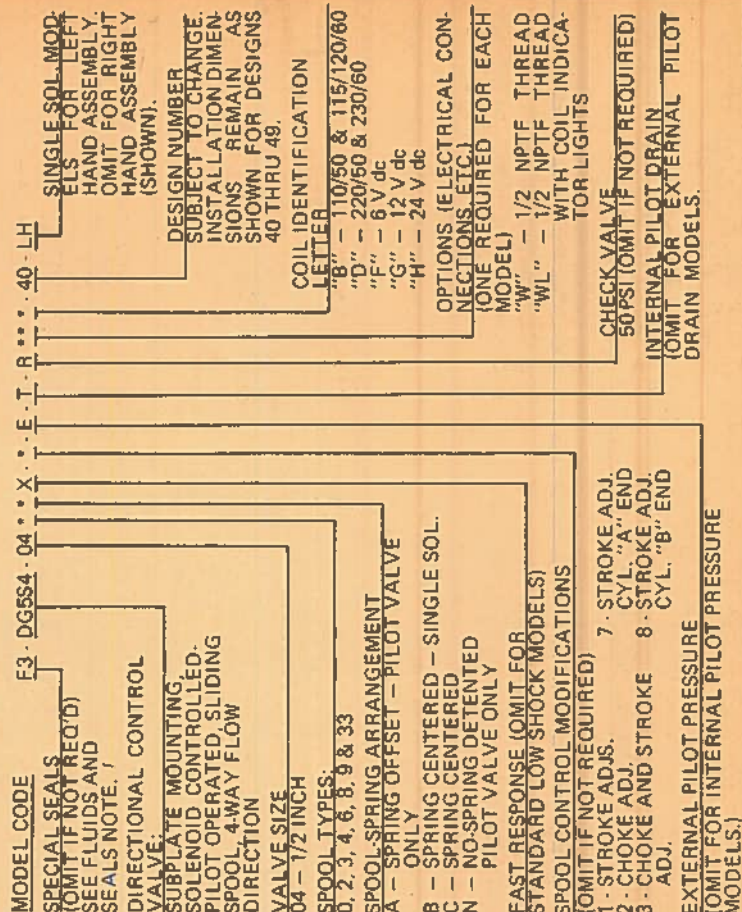 MODEL CODE
F3 - DG5S4 - 04 * * X - * - E - T - R * * * - 40 - LH
SPECIAL SEALS
(OMIT IF NOT REQ'D)
SEE FLUIDS AND
SEALS NOTE.
DIRECTIONAL CONTROL
VALVE:
SUBPLATE MOUNTING,
SOLENOID CONTROLLED-
PILOT OPERATED, SLIDING
SPOOL, 4-WAY FLOW
DIRECTION
VALVE SIZE
04 - 1/2 INCH
SPOOL TYPES:
0, 2, 3, 4, 6, 8, 9 & 33
SPOOL-SPRING ARRANGEMENT
A - SPRING OFFSET - PILOT VALVE
ONLY
B - SPRING CENTERED - SINGLE SOL.
C - SPRING CENTERED
N - NO-SPRING DETENTED
PILOT VALVE ONLY
FAST RESPONSE (OMIT FOR
STANDARD LOW SHOCK MODELS)
SPOOL CONTROL MODIFICATIONS
(OMIT IF NOT REQUIRED)
1 - STROKE ADJS.
2 - CHOKE ADJ.
3 - CHOKE AND STROKE
ADJ.
7 - STROKE ADJ.
CYL. "A" END
8 - STROKE ADJ.
CYL. "B" END
EXTERNAL PILOT PRESSURE
(OMIT FOR INTERNAL PILOT PRESSURE
MODELS.)
SINGLE SOL. MOD-
ELS FOR LEFT
HAND ASSEMBLY.
OMIT FOR RIGHT
HAND ASSEMBLY
(SHOWN).
DESIGN NUMBER
SUBJECT TO CHANGE.
INSTALLATION DIMEN-
SIONS REMAIN AS
SHOWN FOR DESIGNS
40 THRU 49.
COIL IDENTIFICATION
LETTER
"B" - 110/50 & 115/120/60
"D" - 220/50 & 230/60
"F" - 6 V dc
"G" - 12 V dc
"H" - 24 V dc
OPTIONS (ELECTRICAL CON-
NECTIONS, ETC.)
(ONE REQUIRED FOR EACH
MODEL)
"W" - 1/2 NPTF THREAD
"WL" - 1/2 NPTF THREAD
WITH COIL INDICA-
TOR LIGHTS
CHECK VALVE
50 PSI (OMIT IF NOT REQUIRED)
INTERNAL PILOT DRAIN
(OMIT FOR EXTERNAL PILOT
DRAIN MODELS.